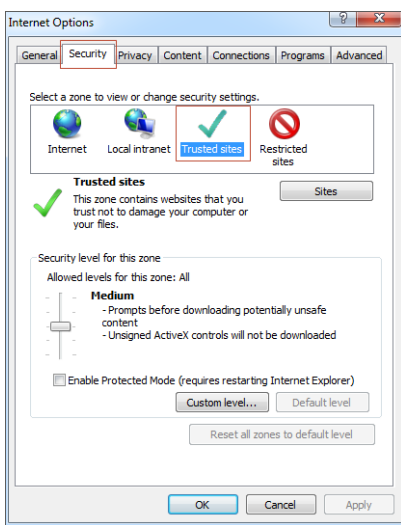 Internet Options
?
X
General Security Privacy Content Connections Programs Advanced
Select a zone to view or change security settings.
Internet Local intranet Trusted sites Restricted
sites
Trusted sites
Sites
This zone contains websites that you
trust not to damage your computer or
your files.
Security level for this zone
Allowed levels for this zone: All
Medium
- Prompts before downloading potentially unsafe
content
- Unsigned ActiveX controls will not be downloaded
Enable Protected Mode (requires restarting Internet Explorer)
Custom level... Default level
Reset all zones to default level
OK Cancel Apply